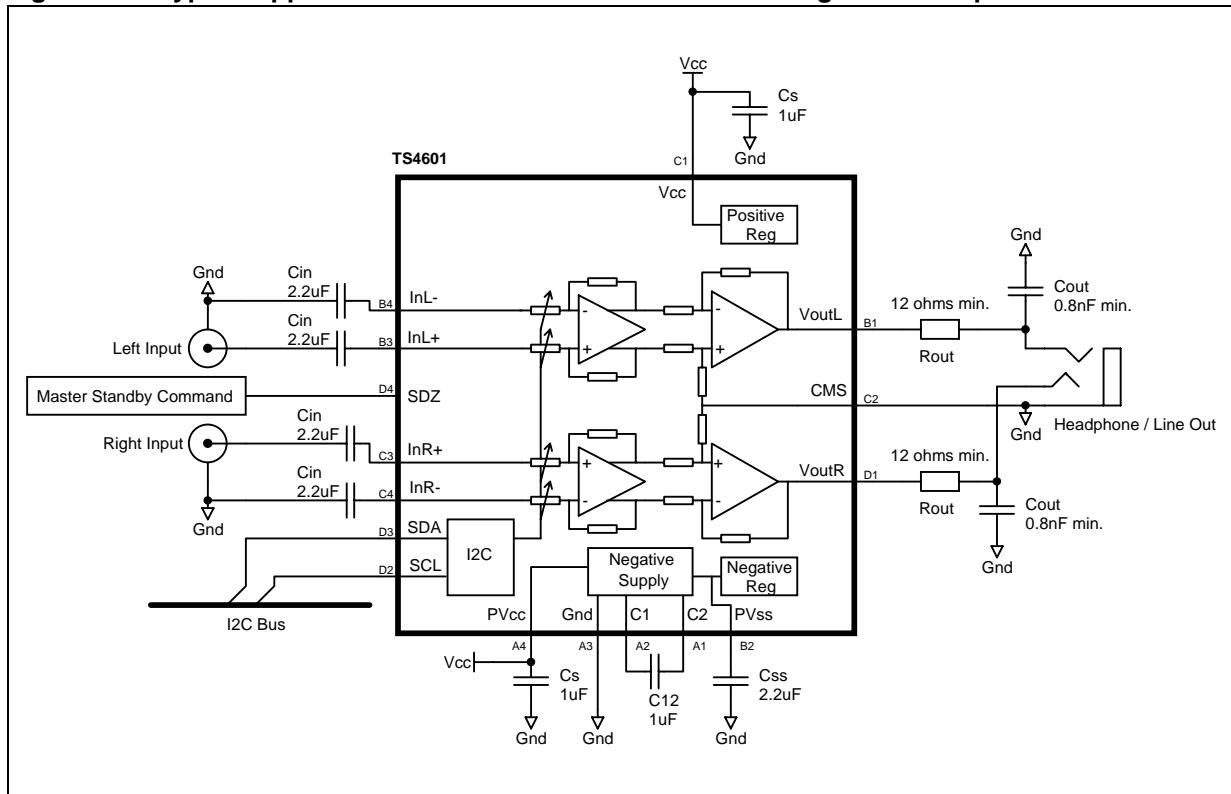 Vcc
Cs
1uF
Gnd
C1
TS4601
Vcc
Positive
Reg
Gnd
Cin
2.2uF
B4
InL-
Cin
2.2uF
B3
InL+
Left Input
Master Standby Command
D4
SDZ
Cin
2.2uF
Right Input
C3
InR+
Cin
2.2uF
C4
InR-
Gnd
D3
SDA
D2
SCL
I2C
I2C Bus
- 
+
-
+
+
-
+
-
VoutL
B1
12 ohms min.
Rout
Gnd
Cout
0.8nF min.
CMS
C2
Gnd
Headphone / Line Out
VoutR
D1
12 ohms min.
Rout
Cout
0.8nF min.
Gnd
Negative
Supply
Negative
Reg
PVcc
Gnd
C1
C2
PVss
A4
A3
A2
A1
B2
Vcc
Cs
1uF
Gnd
Gnd
C12
1uF
Css
2.2uF
Gnd